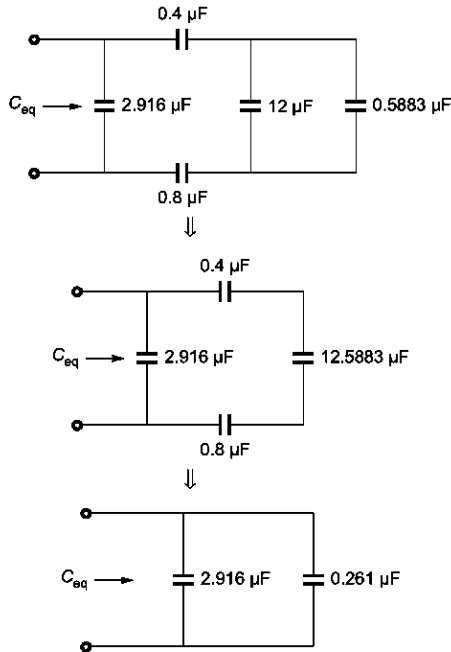 0.4 µF
C_eq → 2.916 µF 12 µF 0.5883 µF
0.8 µF
⇓
0.4 µF
C_eq → 2.916 µF 12.5883 µF
0.8 µF
⇓
C_eq → 2.916 µF 0.261 µF